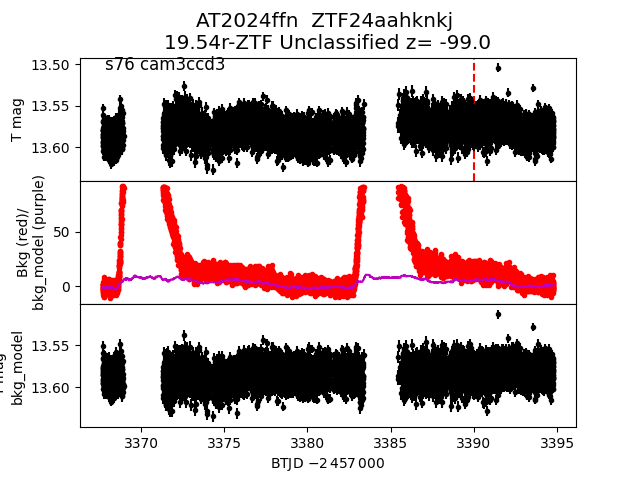 AT2024ffn  ZTF24aahknkj
19.54r-ZTF Unclassified z= -99.0
s76 cam3ccd3
13.50
13.55
13.60
T mag
50
0
Bkg (red)/
bkg_model (purple)
13.55
13.60
bkg_model
3370
3375
3380
3385
3390
3395
BTJD −2 457 000